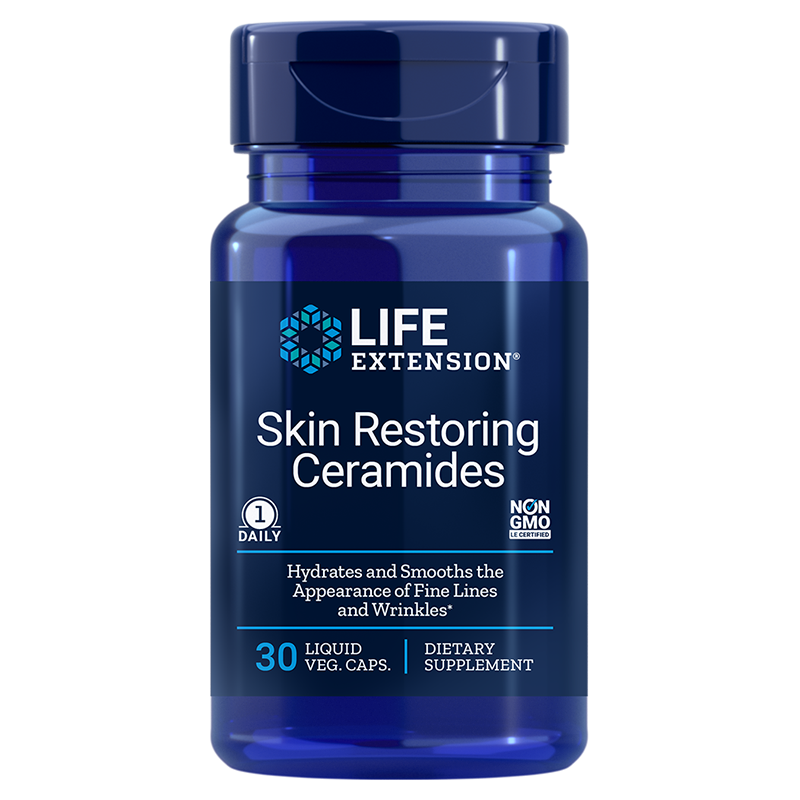 LIFE
EXTENSION®
Skin Restoring
Ceramides
1
DAILY
NON
GMO
LE CERTIFIED
Hydrates and Smooths the
Appearance of Fine Lines
and Wrinkles*
30 LIQUID
VEG. CAPS.
DIETARY
SUPPLEMENT